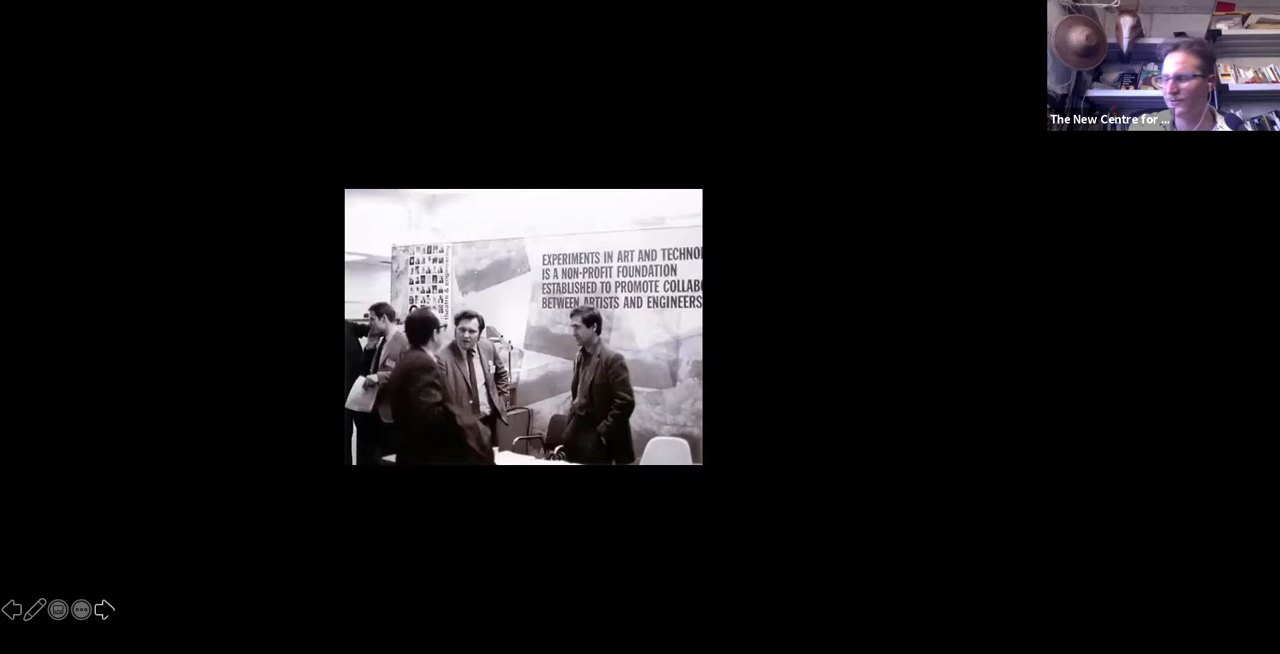 The New Centre for ...
EXPERIMENTS IN ART AND TECHNO
IS A NON-PROFIT FOUNDATION
ESTABLISHED TO PROMOTE COLLABO
BETWEEN ARTISTS AND ENGINEERS